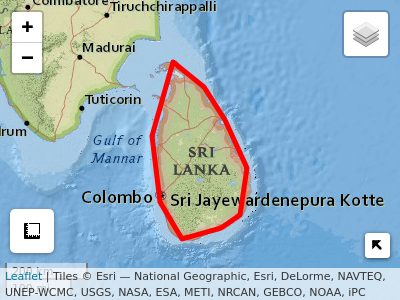 Coimbatore
Tiruchchirappalli
+
Madurai
−
Tuticorin
Gulf of
Mannar
SRI
LANKA
Colombo
Sri Jayewardenepura Kotte
Leaflet | Tiles © Esri — National Geographic, Esri, DeLorme, NAVTEQ,
UNEP-WCMC, USGS, NASA, ESA, METI, NRCAN, GEBCO, NOAA, iPC